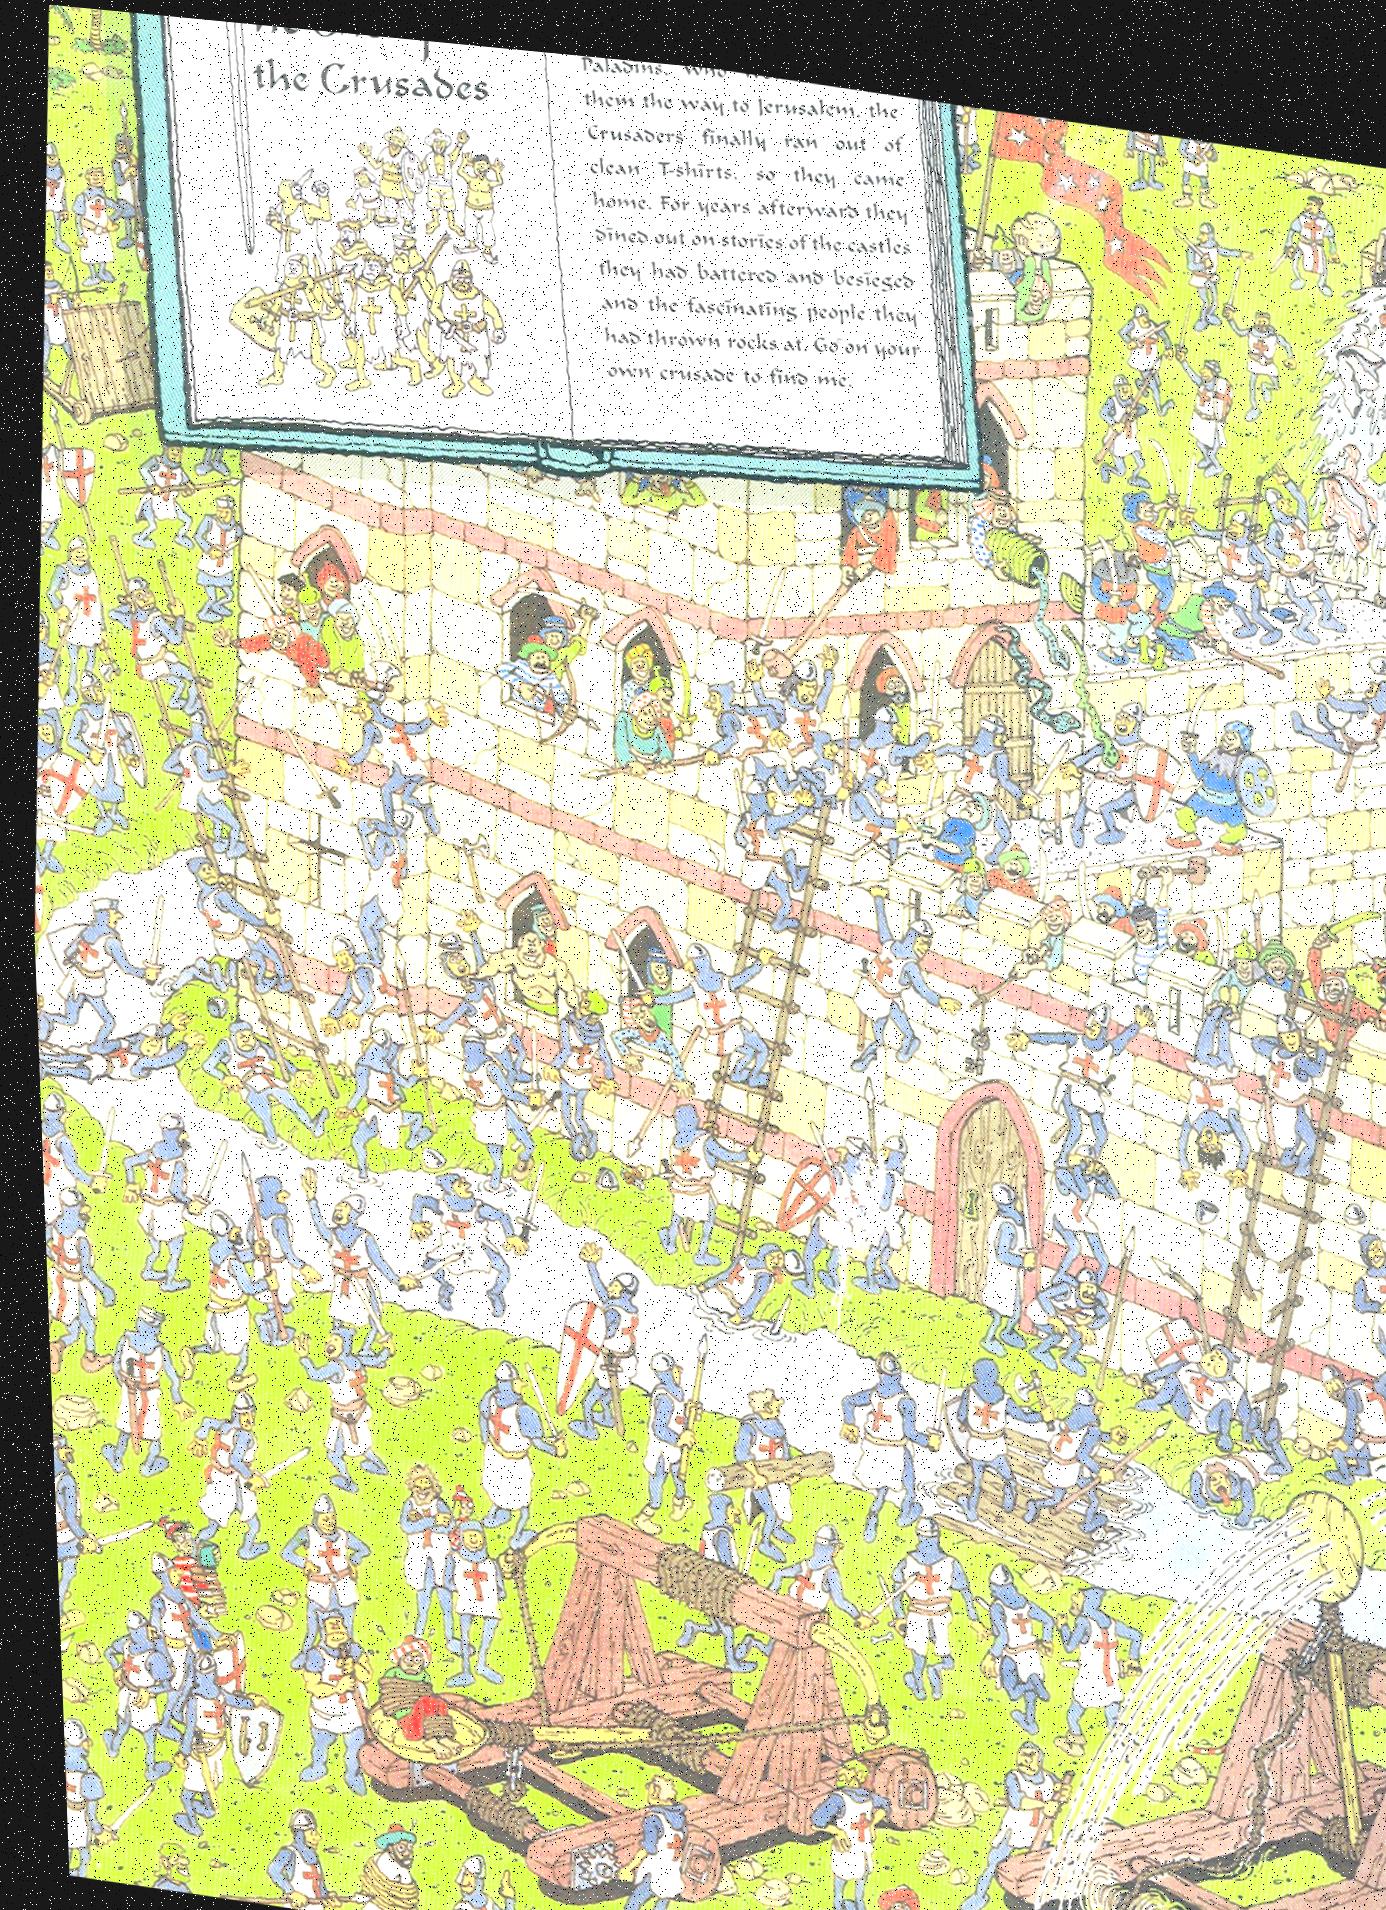 the Crusades
Paladins, who
them the way to Jerusalem, the
Crusaders finally ran out of
clean T-shirts, so they came
home. For years afterward they
dined out on stories of the castles
they had battered and besieged
and the fascinating people they
had thrown rocks at. Go on your
own crusade to find me.